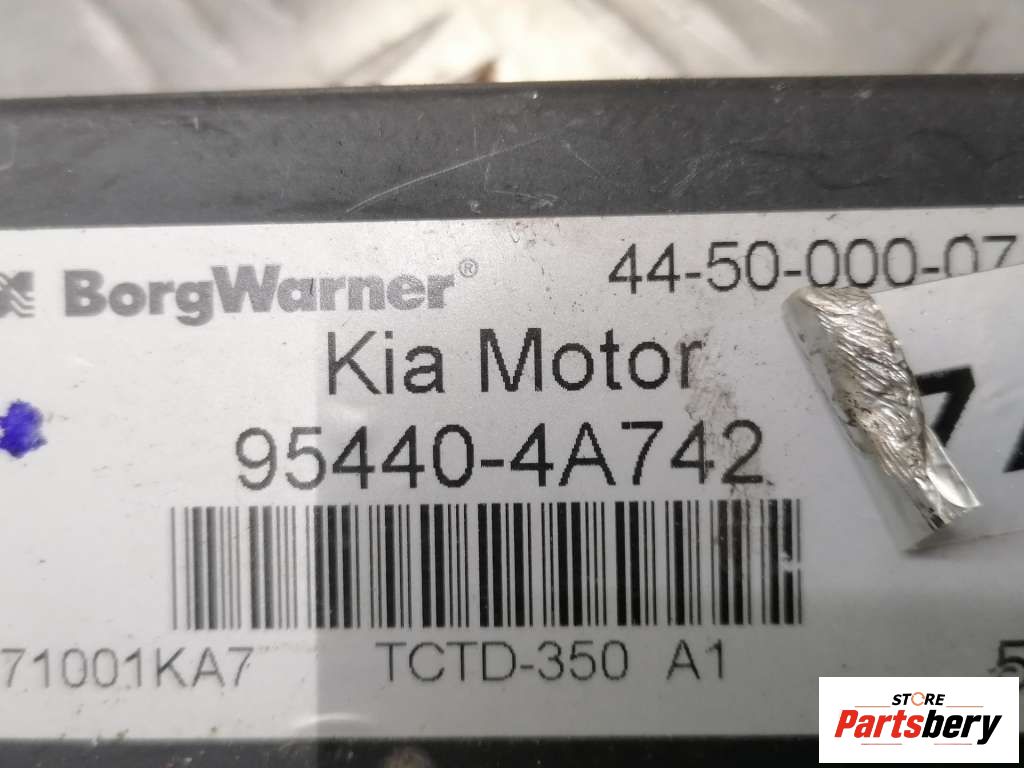 BorgWarner® 44-50-000-07
Kia Motor
95440-4A742
71001KA7 TCTD-350 A1
STORE
Partsbery